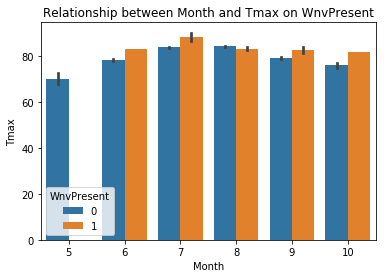 Relationship between Month and Tmax on WnvPresent
Tmax
80
60
40
20
0
WnvPresent
0
1
5 6 7 8 9 10
Month